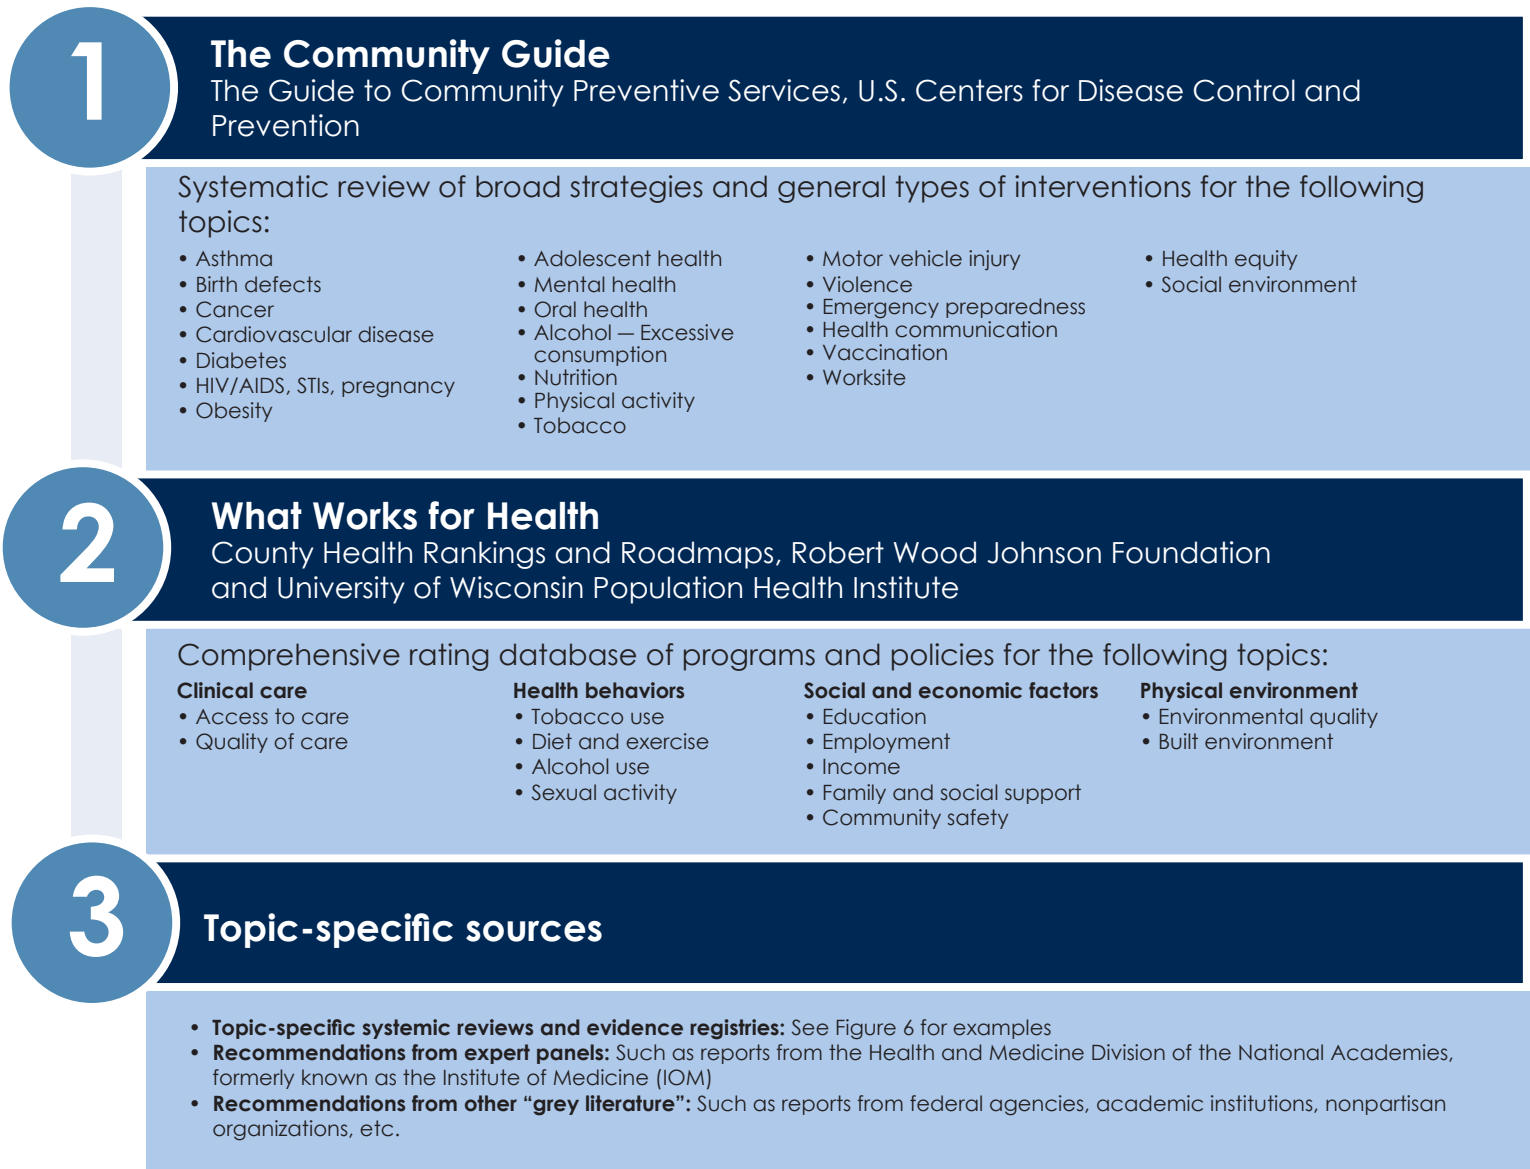 1
The Community Guide
The Guide to Community Preventive Services, U.S. Centers for Disease Control and
Prevention
Systematic review of broad strategies and general types of interventions for the following
topics:
• Asthma
• Birth defects
• Cancer
• Cardiovascular disease
• Diabetes
• HIV/AIDS, STIs, pregnancy
• Obesity
• Adolescent health
• Mental health
• Oral health
• Alcohol — Excessive
consumption
• Nutrition
• Physical activity
• Tobacco
• Motor vehicle injury
• Violence
• Emergency preparedness
• Health communication
• Vaccination
• Worksite
• Health equity
• Social environment
2
What Works for Health
County Health Rankings and Roadmaps, Robert Wood Johnson Foundation
and University of Wisconsin Population Health Institute
Comprehensive rating database of programs and policies for the following topics:
Clinical care
• Access to care
• Quality of care
Health behaviors
• Tobacco use
• Diet and exercise
• Alcohol use
• Sexual activity
Social and economic factors
• Education
• Employment
• Income
• Family and social support
• Community safety
Physical environment
• Environmental quality
• Built environment
3
Topic-specific sources
• Topic-specific systemic reviews and evidence registries: See Figure 6 for examples
• Recommendations from expert panels: Such as reports from the Health and Medicine Division of the National Academies,
formerly known as the Institute of Medicine (IOM)
• Recommendations from other “grey literature”: Such as reports from federal agencies, academic institutions, nonpartisan
organizations, etc.